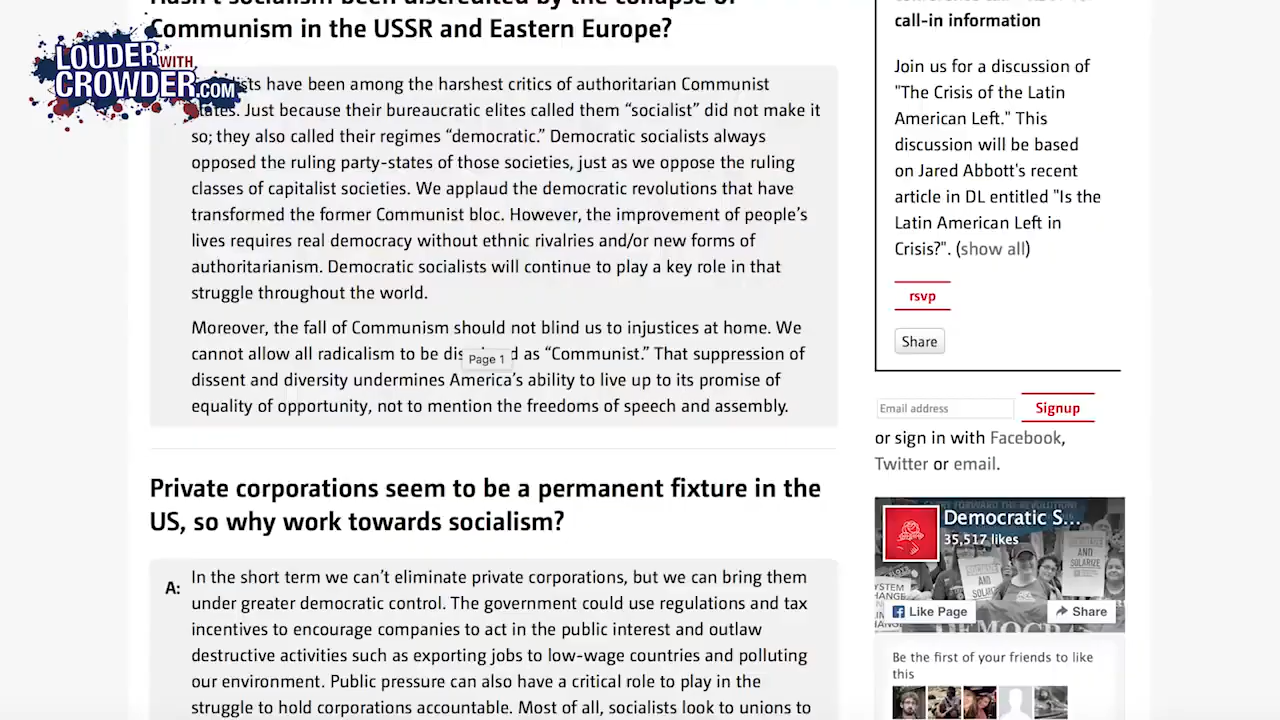 Hasn't socialism been discredited by the collapse of
Communism in the USSR and Eastern Europe?
LOUDER WITH
CROWDER.COM
have been among the harshest critics of authoritarian Communist
Just because their bureaucratic elites called them “socialist” did not make it
so; they also called their regimes “democratic.” Democratic socialists always
opposed the ruling party-states of those societies, just as we oppose the ruling
classes of capitalist societies. We applaud the democratic revolutions that have
transformed the former Communist bloc. However, the improvement of people’s
lives requires real democracy without ethnic rivalries and/or new forms of
authoritarianism. Democratic socialists will continue to play a key role in that
struggle throughout the world.
Moreover, the fall of Communism should not blind us to injustices at home. We
cannot allow all radicalism to be as “Communist.” That suppression of
Page 1
dissent and diversity undermines America’s ability to live up to its promise of
equality of opportunity, not to mention the freedoms of speech and assembly.
Private corporations seem to be a permanent fixture in the
US, so why work towards socialism?
A:
In the short term we can’t eliminate private corporations, but we can bring them
under greater democratic control. The government could use regulations and tax
incentives to encourage companies to act in the public interest and outlaw
destructive activities such as exporting jobs to low-wage countries and polluting
our environment. Public pressure can also have a critical role to play in the
struggle to hold corporations accountable. Most of all, socialists look to unions to
call-in information
Join us for a discussion of
"The Crisis of the Latin
American Left." This
discussion will be based
on Jared Abbott's recent
article in DL entitled "Is the
Latin American Left in
Crisis?". (show all)
rsvp
Share
Email address
Signup
or sign in with Facebook,
Twitter or email.
Democratic S...
35,517 likes
AND
SOLARIZE
Like Page
Share
Be the first of your friends to like
this